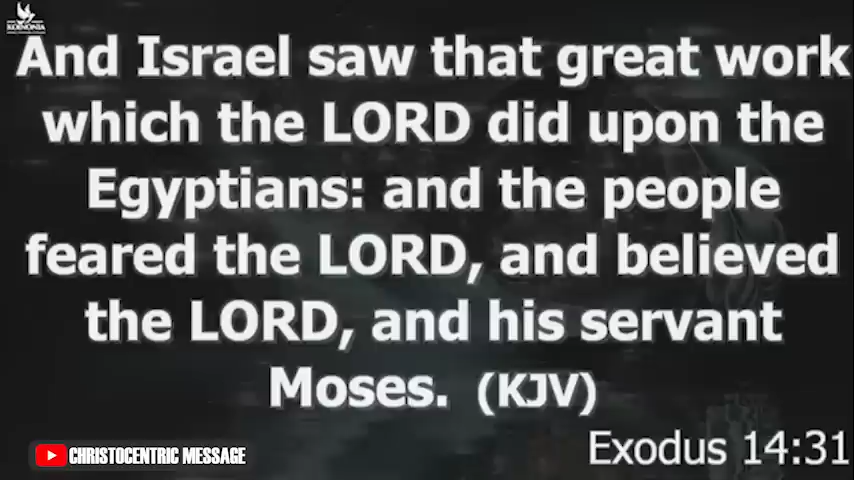 KOINONIA
And Israel saw that great work
which the LORD did upon the
Egyptians: and the people
feared the LORD, and believed
the LORD, and his servant
Moses. (KJV)
Exodus 14:31
CHRISTOCENTRIC MESSAGE